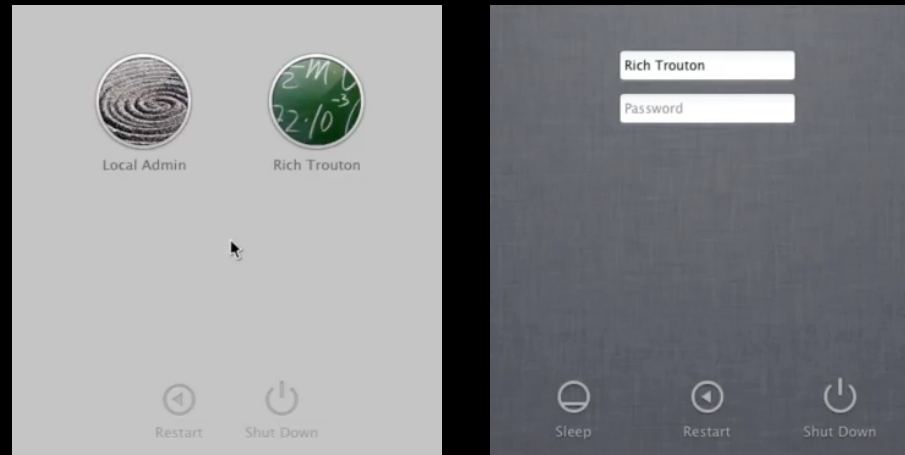 Local Admin
Rich Trouton
Restart
Shut Down
Rich Trouton
Password
Sleep
Restart
Shut Down